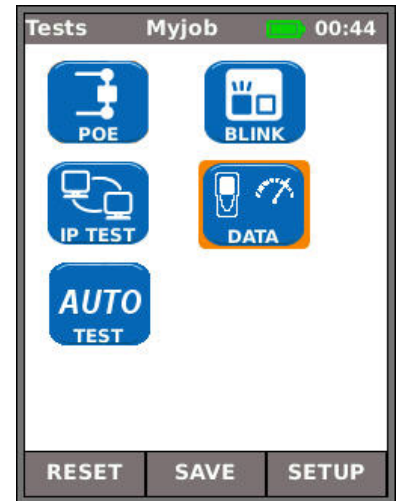 Tests Myjob 00:44
POE BLINK
IP TEST DATA
AUTO
TEST
RESET SAVE SETUP